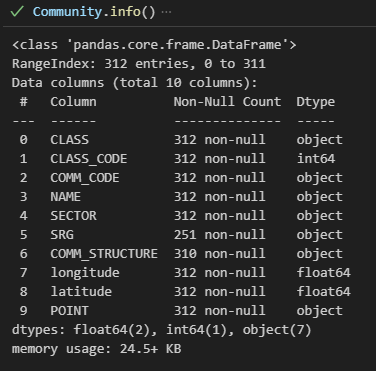 Community.info() ...
<class 'pandas.core.frame.DataFrame'>
RangeIndex: 312 entries, 0 to 311
Data columns (total 10 columns):
 #   Column          Non-Null Count  Dtype
---  ------          --------------  -----
 0   CLASS           312 non-null    object
 1   CLASS_CODE      312 non-null    int64
 2   COMM_CODE       312 non-null    object
 3   NAME            312 non-null    object
 4   SECTOR          312 non-null    object
 5   SRG             251 non-null    object
 6   COMM_STRUCTURE  310 non-null    object
 7   longitude       312 non-null    float64
 8   latitude        312 non-null    float64
 9   POINT           312 non-null    object
dtypes: float64(2), int64(1), object(7)
memory usage: 24.5+ KB